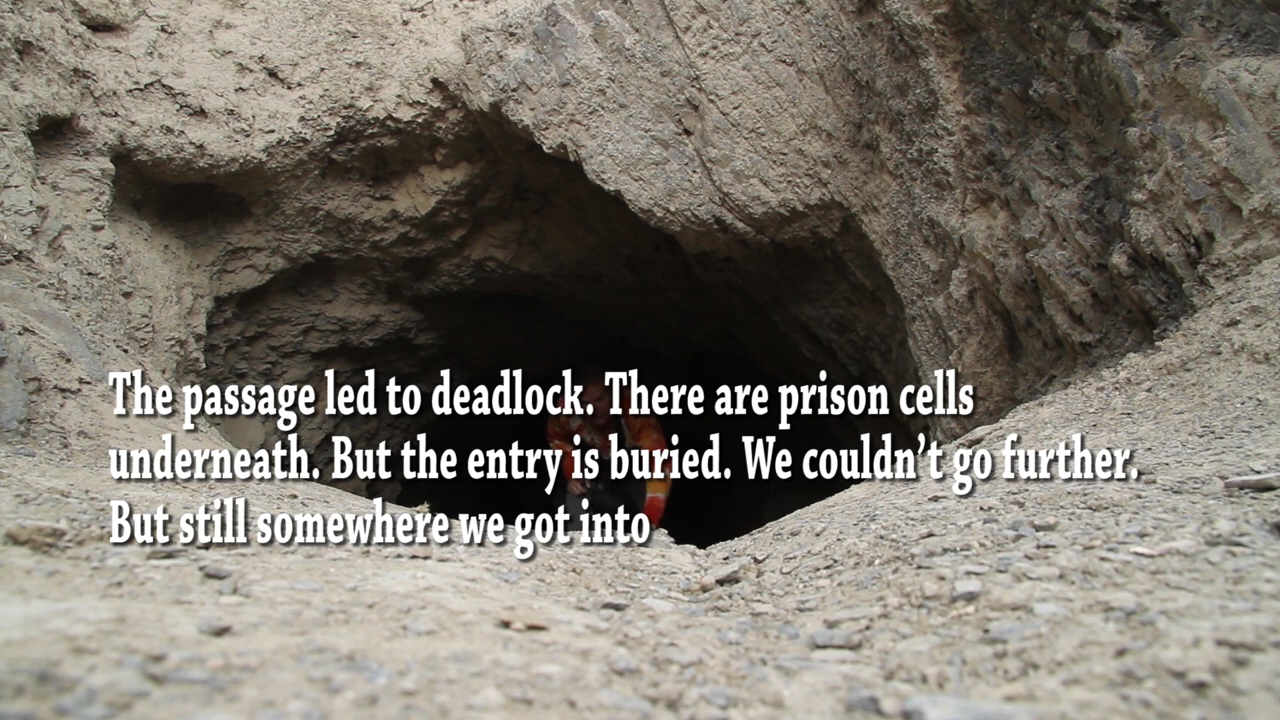 The passage led to deadlock. There are prison cells
underneath. But the entry is buried. We couldn’t go further.
But still somewhere we got into